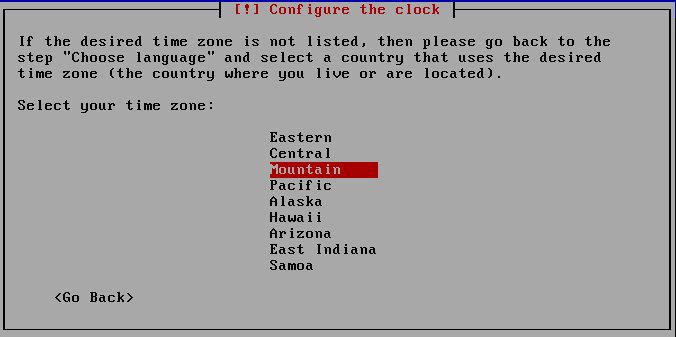 [!] Configure the clock
If the desired time zone is not listed, then please go back to the
step "Choose language" and select a country that uses the desired
time zone (the country where you live or are located).
Select your time zone:
Eastern
Central
Mountain
Pacific
Alaska
Hawaii
Arizona
East Indiana
Samoa
<Go Back>